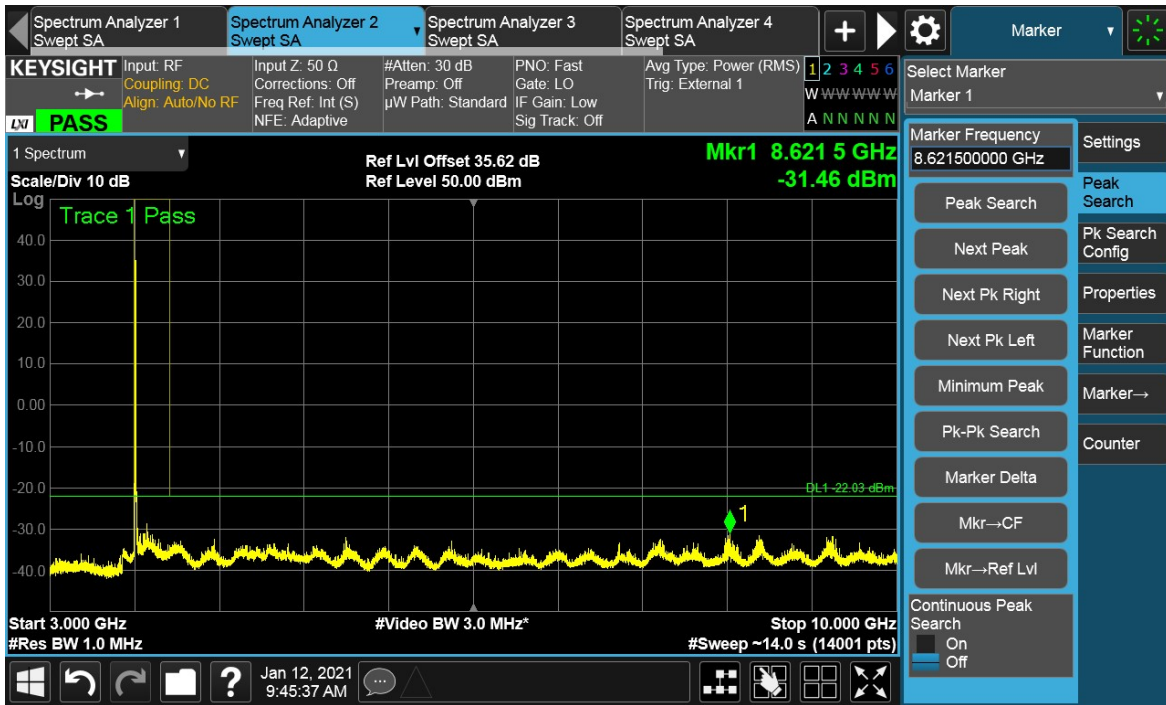 Spectrum Analyzer 1
Swept SA
Spectrum Analyzer 2
Swept SA
Spectrum Analyzer 3
Swept SA
Spectrum Analyzer 4
Swept SA
+
Marker
KEYSIGHT
LXI
PASS
Input: RF
Coupling: DC
Align: Auto/No RF
Input Z: 50 Ω
Corrections: Off
Freq Ref: Int (S)
NFE: Adaptive
#Atten: 30 dB
Preamp: Off
µW Path: Standard
PNO: Fast
Gate: LO
IF Gain: Low
Sig Track: Off
Avg Type: Power (RMS)
Trig: External 1
1 2 3 4 5 6
W W W W W W
A N N N N N
Select Marker
Marker 1
1 Spectrum
Scale/Div 10 dB
Ref Lvl Offset 35.62 dB
Ref Level 50.00 dBm
Mkr1 8.621 5 GHz
-31.46 dBm
Log
Trace 1 Pass
40.0
30.0
20.0
10.0
0.00
-10.0
-20.0
-30.0
-40.0
DL1 -22.03 dBm
1
Start 3.000 GHz
#Res BW 1.0 MHz
#Video BW 3.0 MHz*
Stop 10.000 GHz
#Sweep ~14.0 s (14001 pts)
Marker Frequency
8.621500000 GHz
Peak Search
Next Peak
Next Pk Right
Next Pk Left
Minimum Peak
Pk-Pk Search
Marker Delta
Mkr→CF
Mkr→Ref Lvl
Continuous Peak
Search
On
Off
Settings
Peak
Search
Pk Search
Config
Properties
Marker
Function
Marker→
Counter
?
Jan 12, 2021
9:45:37 AM